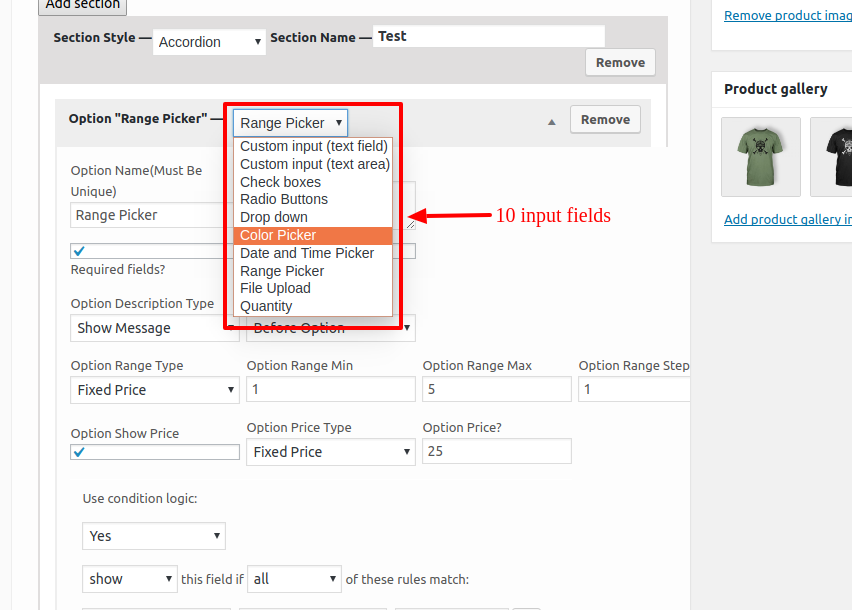 Add section
Remove product imag
Section Style — Accordion Section Name — Test
Remove
Product gallery
Option "Range Picker" — Range Picker
Remove
Custom input (text field)
Custom input (text area)
Check boxes
Radio Buttons
Drop down
Color Picker
Date and Time Picker
Range Picker
File Upload
Quantity
10 input fields
Add product gallery in
Option Name(Must Be
Unique)
Range Picker
Required fields?
Option Description Type
Show Message Before Option
Option Range Type Option Range Min Option Range Max Option Range Step
Fixed Price 1 5 1
Option Show Price Option Price Type Option Price?
Fixed Price 25
Use condition logic:
Yes
show this field if all of these rules match: